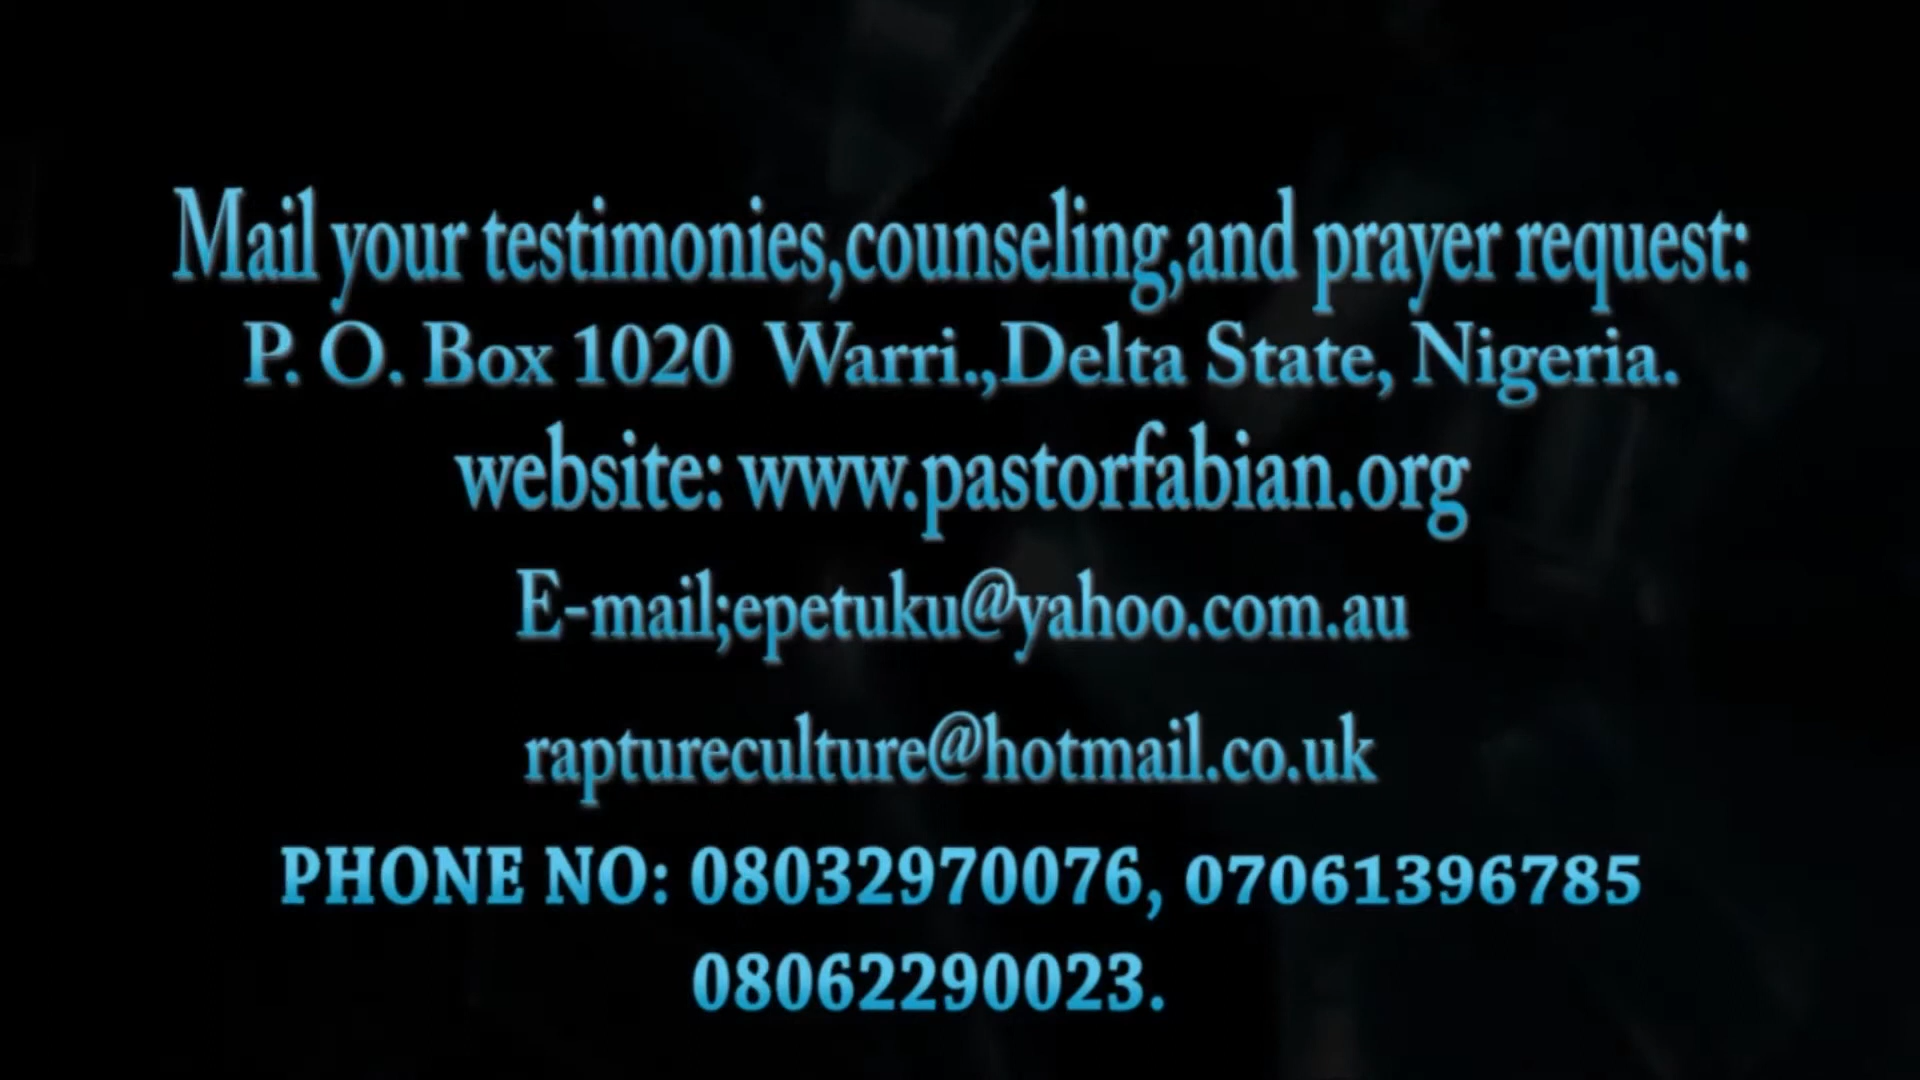 Mail your testimonies,counseling,and prayer request:
P. O. Box 1020 Warri.,Delta State, Nigeria.
website: www.pastorfabian.org
E-mail;epetuku@yahoo.com.au
raptureculture@hotmail.co.uk
PHONE NO: 08032970076, 07061396785
08062290023.